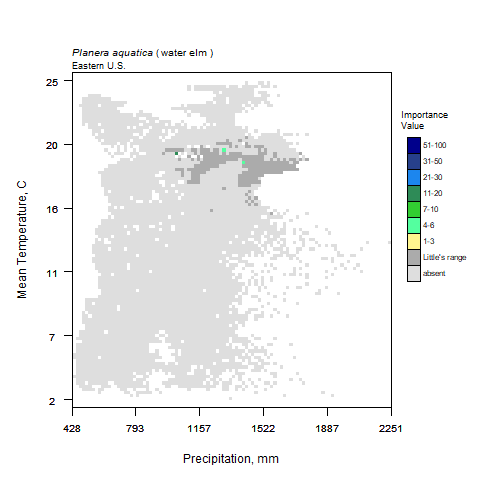 Planera aquatica ( water elm )
Eastern U.S.
Importance
Value
51-100
31-50
21-30
11-20
7-10
4-6
1-3
Little's range
absent
25
20
16
11
7
2
Mean Temperature, C
428 793 1157 1522 1887 2251
Precipitation, mm